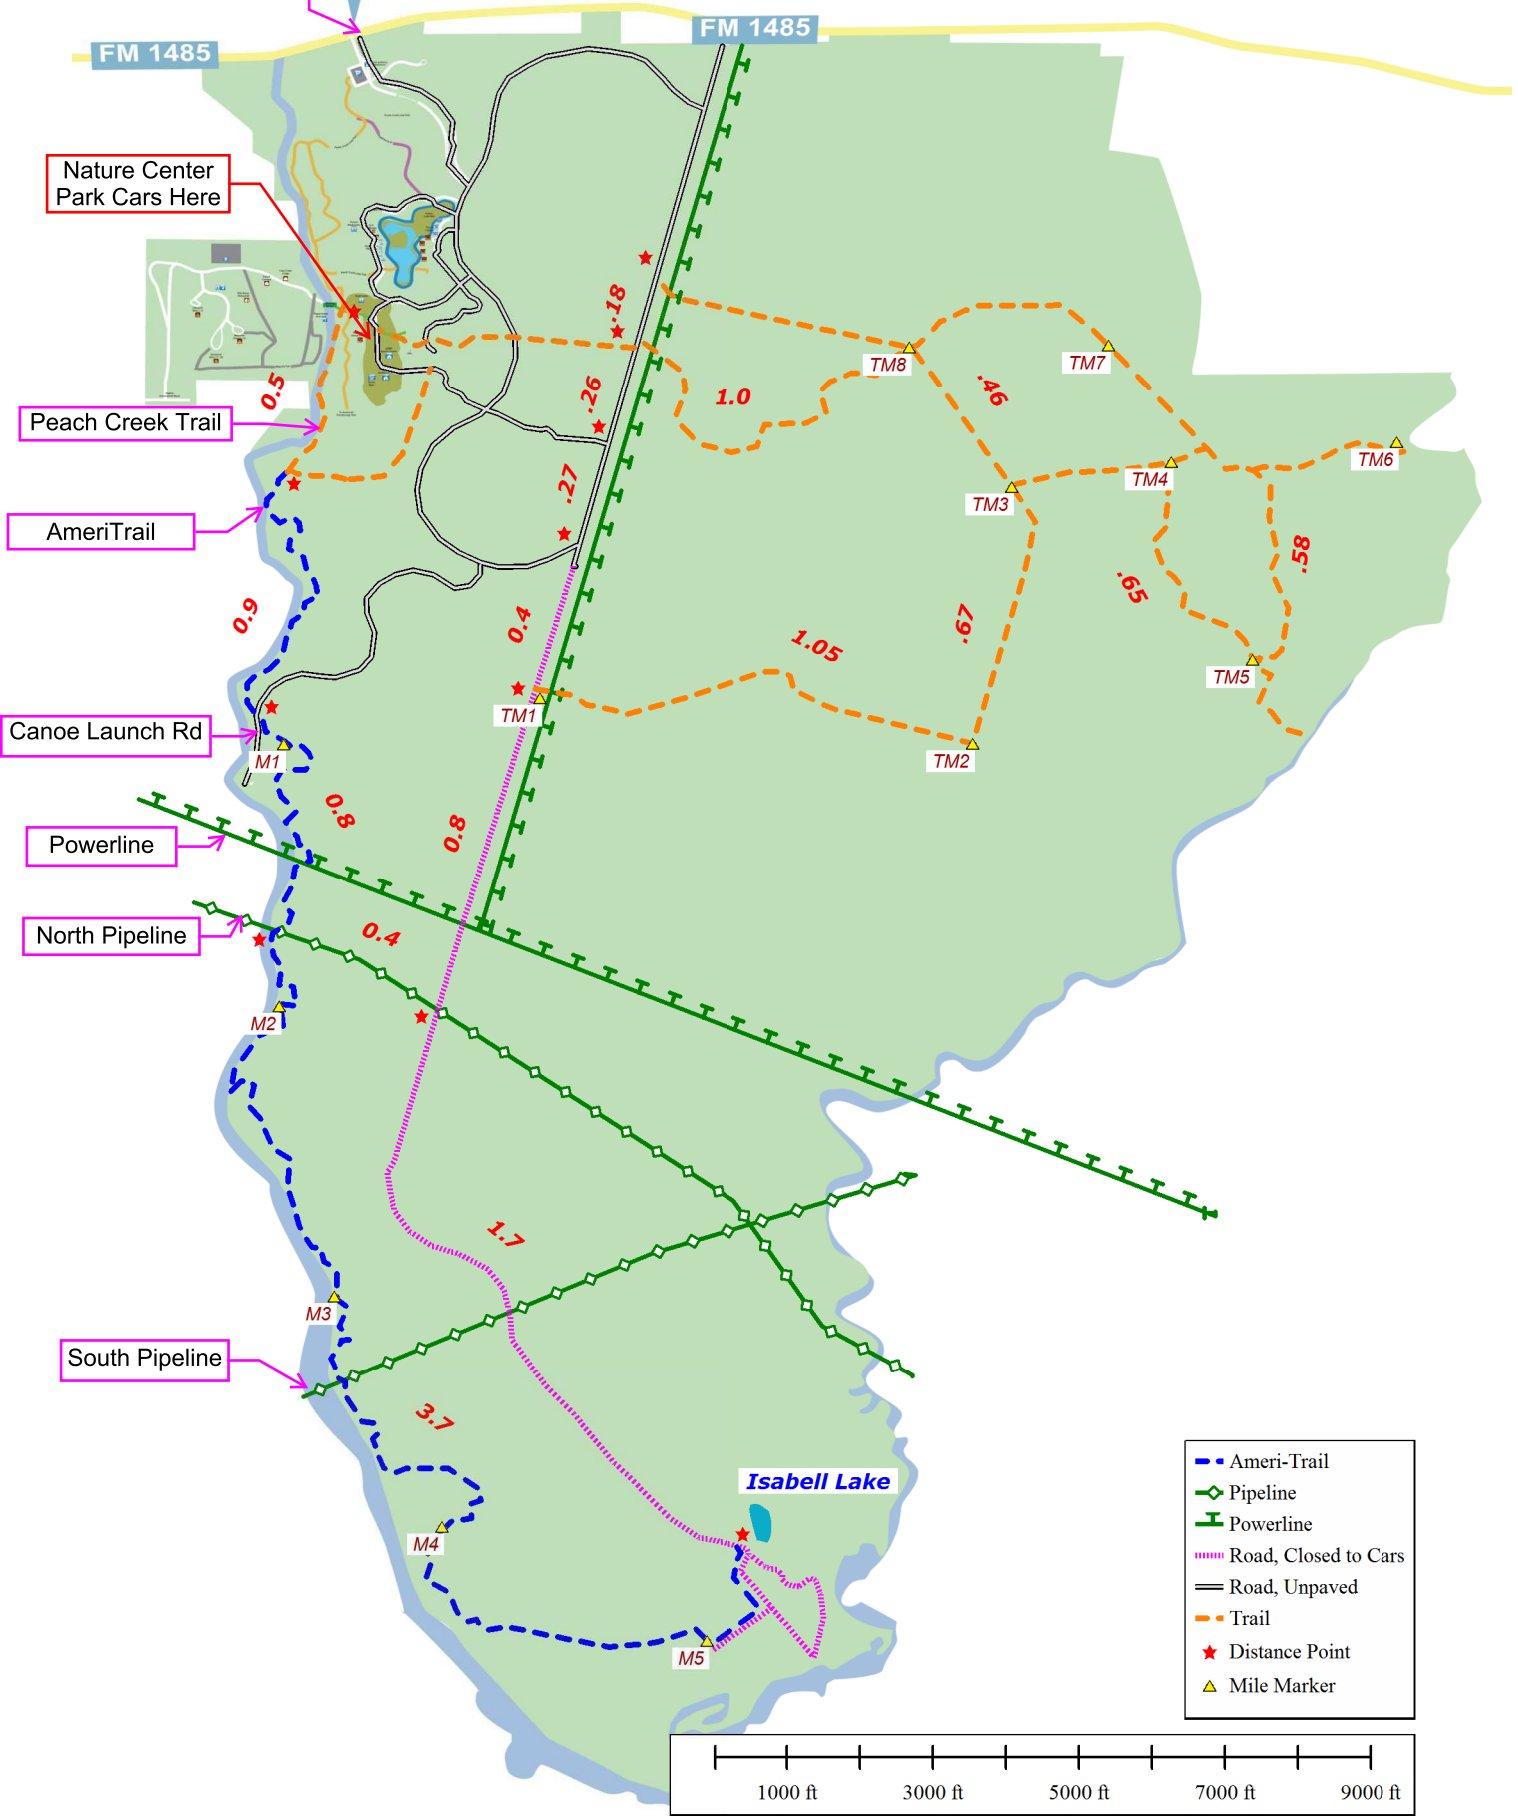 FM 1485
FM 1485
Nature Center
Park Cars Here
.18
TM8
TM7
0.5
.26
1.0
.46
Peach Creek Trail
TM6
TM4
.27
TM3
AmeriTrail
.58
.65
0.9
0.4
.67
1.05
TM5
TM1
Canoe Launch Rd
M1
TM2
0.8
0.8
Powerline
North Pipeline
0.4
M2
1.7
M3
South Pipeline
3.7
Isabell Lake
M4
M5
Ameri-Trail
Pipeline
Powerline
Road, Closed to Cars
Road, Unpaved
Trail
Distance Point
Mile Marker
1000 ft
3000 ft
5000 ft
7000 ft
9000 ft